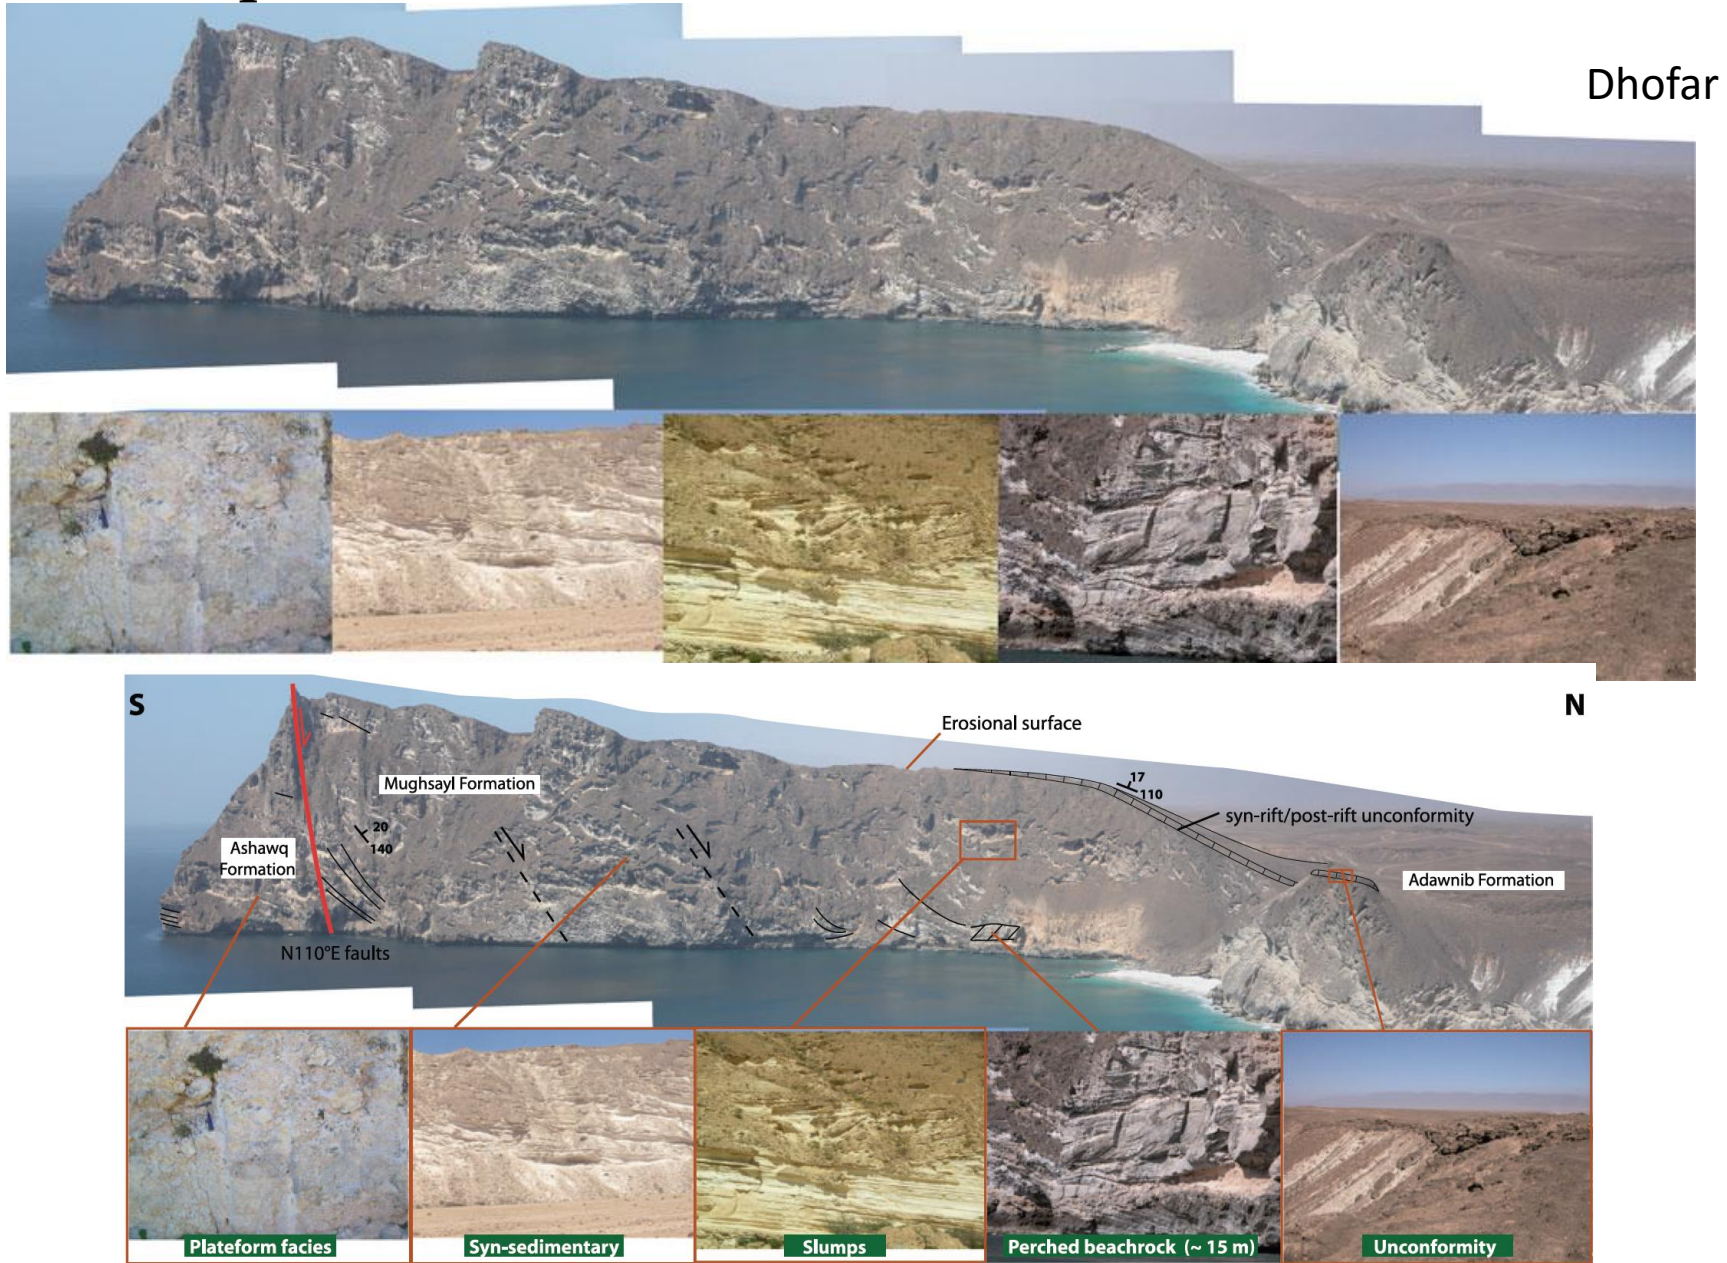 Dhofar
S
N
Erosional surface
17
110
Mughsayl Formation
syn-rift/post-rift unconformity
20
140
Ashawq
Formation
Adawnib Formation
N110°E faults
Plateform facies
Syn-sedimentary
Slumps
Perched beachrock (~ 15 m)
Unconformity